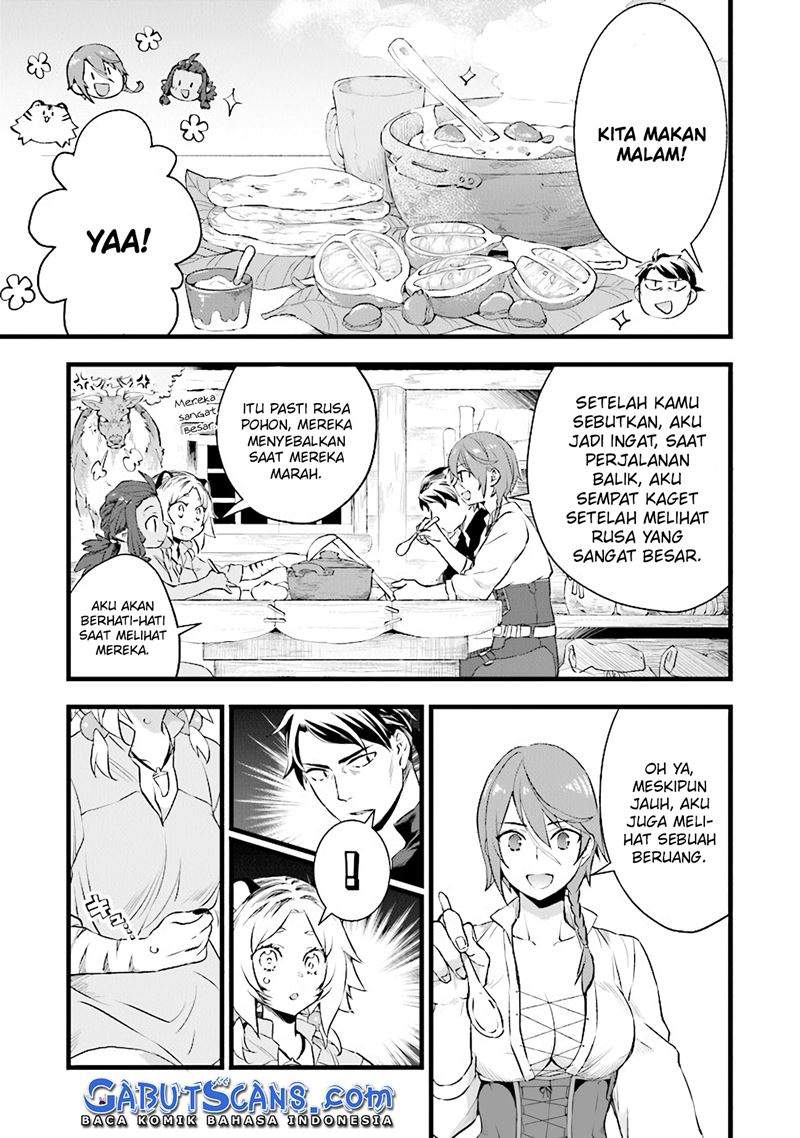 KITA MAKAN
MALAM!
YAA!
SETELAH KAMU
SEBUTKAN, AKU
JADI INGAT, SAAT
PERJALANAN
BALIK, AKU
SEMPAT KAGET
SETELAH MELIHAT
RUSA YANG
SANGAT BESAR.
ITU PASTI RUSA
POHON, MEREKA
MENYEBALKAN
SAAT MEREKA
MARAH.
Mereka
sangat
besar
AKU AKAN
BERHATI-HATI
SAAT MELIHAT
MEREKA.
OH YA,
MESKIPUN
JAUH, AKU
JUGA MELI-
HAT SEBUAH
BERUANG.
!
GABUTSCANS.COM
BACA KOMIK BAHASA INDONESIA